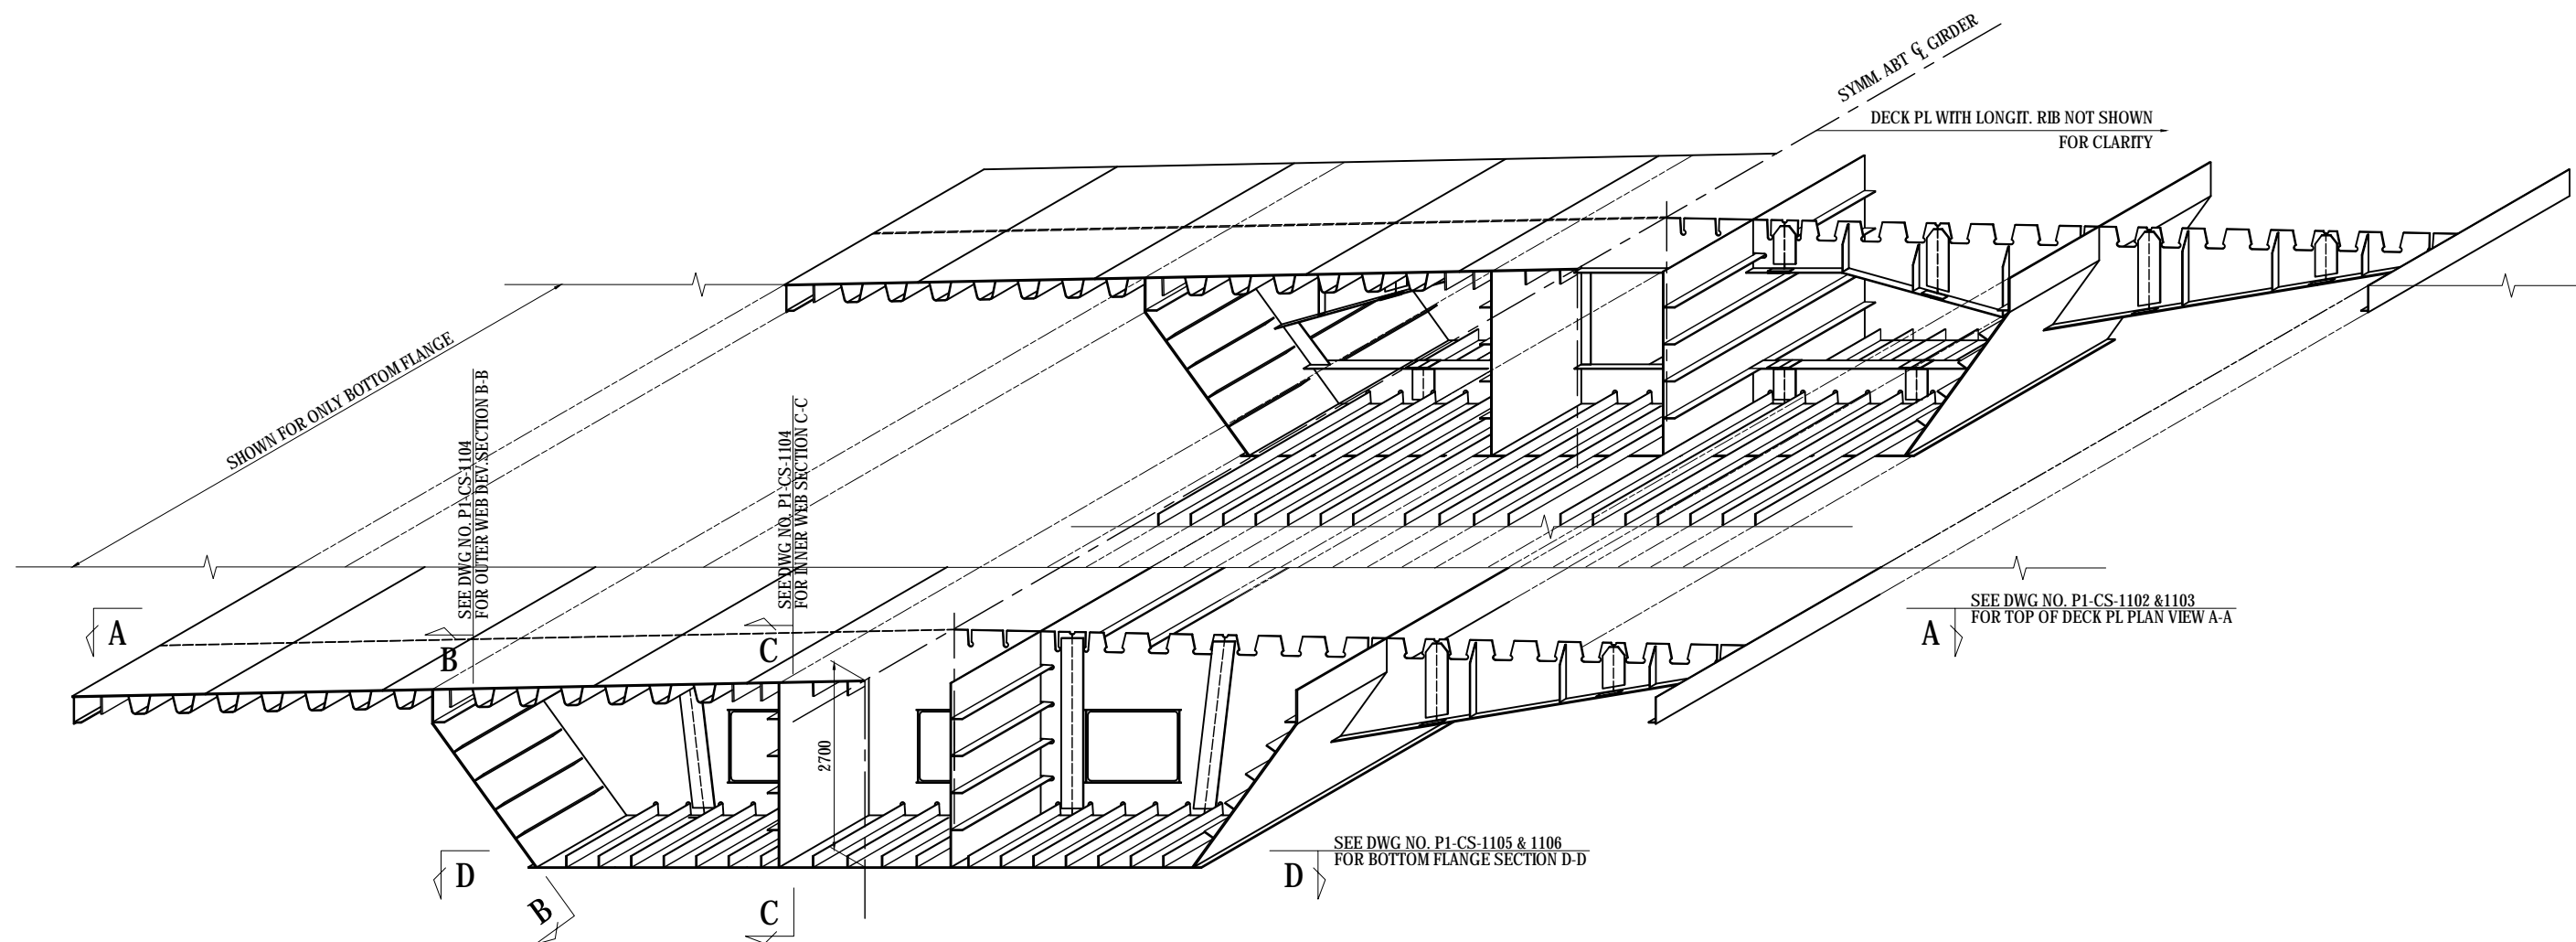 SYMM. ABT ℄ GIRDER
DECK PL WITH LONGIT. RIB NOT SHOWN
FOR CLARITY
SHOWN FOR ONLY BOTTOM FLANGE
SEE DWG NO. P1-CS-1104
FOR OUTER WEB DEV.SECTION B-B
SEE DWG NO. P1-CS-1104
FOR INNER WEB SECTION C-C
A
B
C
A
SEE DWG NO. P1-CS-1102 &1103
FOR TOP OF DECK PL PLAN VIEW A-A
2700
D
D
SEE DWG NO. P1-CS-1105 & 1106
FOR BOTTOM FLANGE SECTION D-D
B
C